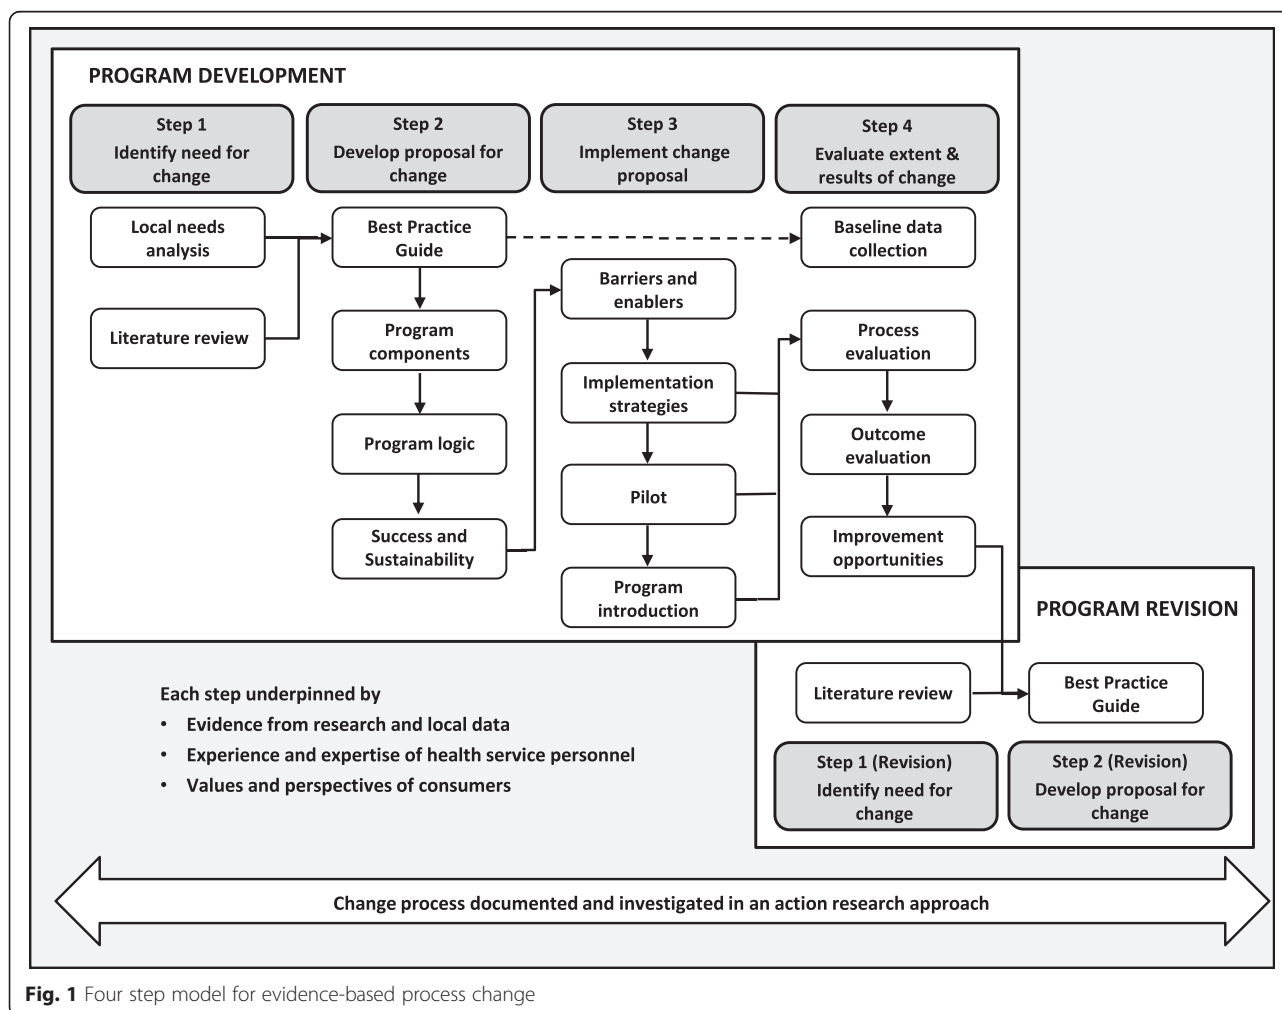 PROGRAM DEVELOPMENT
Step 1
Identify need for
change
Step 2
Develop proposal for
change
Step 3
Implement change
proposal
Step 4
Evaluate extent &
results of change
Local needs
analysis
Literature review
Best Practice
Guide
Program
components
Program logic
Success and
Sustainability
Barriers and
enablers
Implementation
strategies
Pilot
Program
introduction
Baseline data
collection
Process
evaluation
Outcome
evaluation
Improvement
opportunities
PROGRAM REVISION
Literature review
Best Practice
Guide
Step 1 (Revision)
Identify need for
change
Step 2 (Revision)
Develop proposal for
change
Each step underpinned by
• Evidence from research and local data
• Experience and expertise of health service personnel
• Values and perspectives of consumers
Change process documented and investigated in an action research approach
Fig. 1 Four step model for evidence-based process change